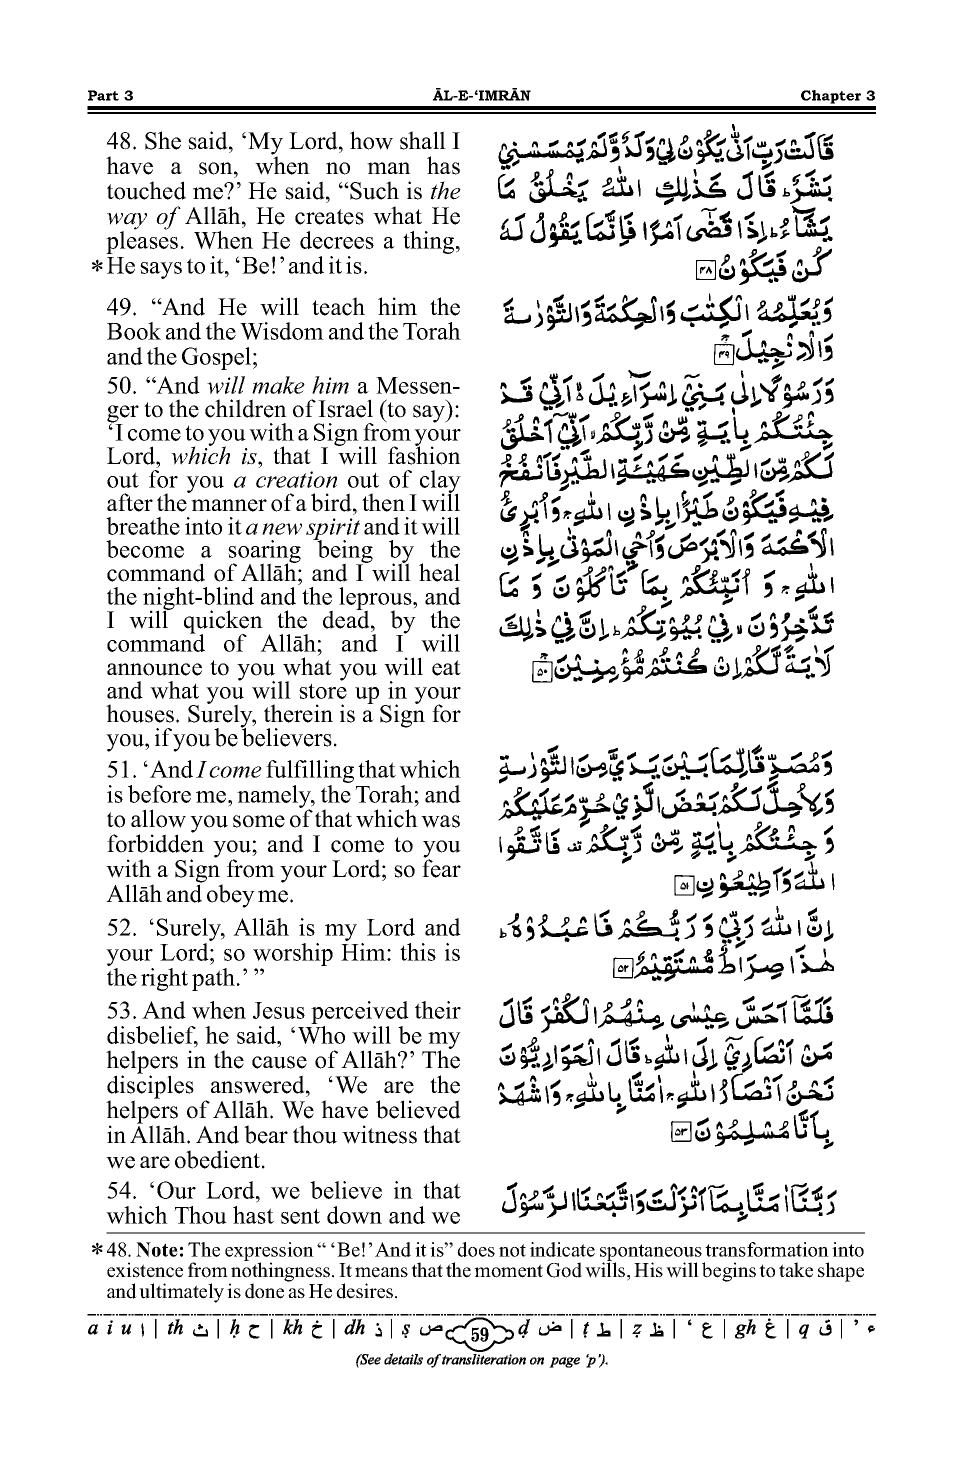 Part 3 ĀL-E-‘IMRĀN Chapter 3
48. She said, ‘My Lord, how shall I
have a son, when no man has
touched me?’ He said, “Such is the
way of Allāh, He creates what He
pleases. When He decrees a thing,
*He says to it, ‘Be!’ and it is.
49. “And He will teach him the
Book and the Wisdom and the Torah
and the Gospel;
50. “And will make him a Messen-
ger to the children of Israel (to say):
‘I come to you with a Sign from your
Lord, which is, that I will fashion
out for you a creation out of clay
after the manner of a bird, then I will
breathe into it a new spirit and it will
become a soaring being by the
command of Allāh; and I will heal
the night-blind and the leprous, and
I will quicken the dead, by the
command of Allāh; and I will
announce to you what you will eat
and what you will store up in your
houses. Surely, therein is a Sign for
you, if you be believers.
51. ‘And I come fulfilling that which
is before me, namely, the Torah; and
to allow you some of that which was
forbidden you; and I come to you
with a Sign from your Lord; so fear
Allāh and obey me.
52. ‘Surely, Allāh is my Lord and
your Lord; so worship Him: this is
the right path.’ ”
53. And when Jesus perceived their
disbelief, he said, ‘Who will be my
helpers in the cause of Allāh?’ The
disciples answered, ‘We are the
helpers of Allāh. We have believed
in Allāh. And bear thou witness that
we are obedient.
54. ‘Our Lord, we believe in that
which Thou hast sent down and we
قَالَتْ رَبِّ اَنّٰى يَكُوْنُ لِيْ وَلَدٌ وَّلَمْ يَمْسَسْنِيْ
بَشَرٌ ؕ قَالَ كَذٰلِكِ اللّٰهُ يَخْلُقُ مَا
يَشَآءُ ؕ اِذَا قَضٰۤى اَمْرًا فَاِنَّمَا يَقُوْلُ لَهٗ
كُنْ فَيَكُوْنُ ۴۸
وَيُعَلِّمُهُ الْكِتٰبَ وَالْحِكْمَةَ وَالتَّوْرٰىةَ
وَالْاِنْجِيْلَ ۚ ۴۹
وَرَسُوْلًا اِلٰى بَنِيْۤ اِسْرَآءِيْلَ ۙ اَنِّيْ قَدْ
جِئْتُكُمْ بِاٰيَةٍ مِّنْ رَّبِّكُمْ ۙ اَنِّيْۤ اَخْلُقُ
لَكُمْ مِّنَ الطِّيْنِ كَهَيْـَٔةِ الطَّيْرِ فَاَنْفُخُ
فِيْهِ فَيَكُوْنُ طَيْرًۢا بِاِذْنِ اللّٰهِ ۚ وَاُبْرِئُ
الْاَكْمَهَ وَالْاَبْرَصَ وَاُحْيِ الْمَوْتٰى بِاِذْنِ
اللّٰهِ ۚ وَ اُنَبِّئُكُمْ بِمَا تَاْكُلُوْنَ وَ مَا
تَدَّخِرُوْنَ ۙ فِيْ بُيُوْتِكُمْ ؕ اِنَّ فِيْ ذٰلِكَ
لَاٰيَةً لَّكُمْ اِنْ كُنْتُمْ مُّؤْمِنِيْنَ ۚ ۵۰
وَمُصَدِّقًا لِّمَا بَيْنَ يَدَيَّ مِنَ التَّوْرٰىةِ
وَلِاُحِلَّ لَكُمْ بَعْضَ الَّذِيْ حُرِّمَ عَلَيْكُمْ
وَ جِئْتُكُمْ بِاٰيَةٍ مِّنْ رَّبِّكُمْ فَاتَّقُوا
اللّٰهَ وَاَطِيْعُوْنِ ۵۱
اِنَّ اللّٰهَ رَبِّيْ وَ رَبُّكُمْ فَاعْبُدُوْهُ ؕ
هٰذَا صِرَاطٌ مُّسْتَقِيْمٌ ۵۲
فَلَمَّاۤ اَحَسَّ عِيْسٰى مِنْهُمُ الْكُفْرَ قَالَ
مَنْ اَنْصَارِيْۤ اِلَى اللّٰهِ ؕ قَالَ الْحَوَارِيُّوْنَ
نَحْنُ اَنْصَارُ اللّٰهِ ۚ اٰمَنَّا بِاللّٰهِ ۚ وَاشْهَدْ
بِاَنَّا مُسْلِمُوْنَ ۵۳
رَبَّنَاۤ اٰمَنَّا بِمَاۤ اَنْزَلْتَ وَاتَّبَعْنَا الرَّسُوْلَ
*48. Note: The expression “ ‘Be!’ And it is” does not indicate spontaneous transformation into
existence from nothingness. It means that the moment God wills, His will begins to take shape
and ultimately is done as He desires.
a i u ا | th ث | ḥ ح | kh خ | dh ذ | ṣ ص 59 ḍ ض | ṭ ط | ẓ ظ | ‘ ع | gh غ | q ق | ’ ء
(See details of transliteration on page ‘p’).